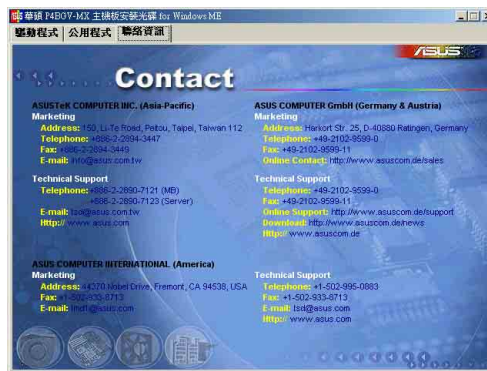 華碩 P4BGV-MX 主機板安裝光碟 for Windows ME
驅動程式 公用程式 聯絡資訊
ASUS
Contact
ASUSTeK COMPUTER INC. (Asia-Pacific)
Marketing
Address: 150, Li-Te Road, Peitou, Taipei, Taiwan 112
Telephone: +886-2-2894-3447
Fax: +886-2-2894-3449
E-mail: info@asus.com.tw
Technical Support
Telephone: +886-2-2890-7121 (MB)
+886-2-2890-7123 (Server)
E-mail: tsd@asus.com.tw
Http:// www.asus.com
ASUS COMPUTER GmbH (Germany & Austria)
Marketing
Address: Harkort Str. 25, D-40880 Ratingen, Germany
Telephone: +49-2102-9599-0
Fax: +49-2102-9599-11
Online Contact: http://www.asuscom.de/sales
Technical Support
Telephone: +49-2102-9599-0
Fax: +49-2102-9599-11
Online Support: http://www.asuscom.de/support
Download: http://www.asuscom.de/news
Http:// www.asuscom.de
ASUS COMPUTER INTERNATIONAL (America)
Marketing
Address: 44370 Nobel Drive, Fremont, CA 94538, USA
Fax: +1-502-933-8713
E-mail: tmd1@asus.com
Technical Support
Telephone: +1-502-995-0883
Fax: +1-502-933-8713
E-mail: tsd@asus.com
Http:// www.asus.com